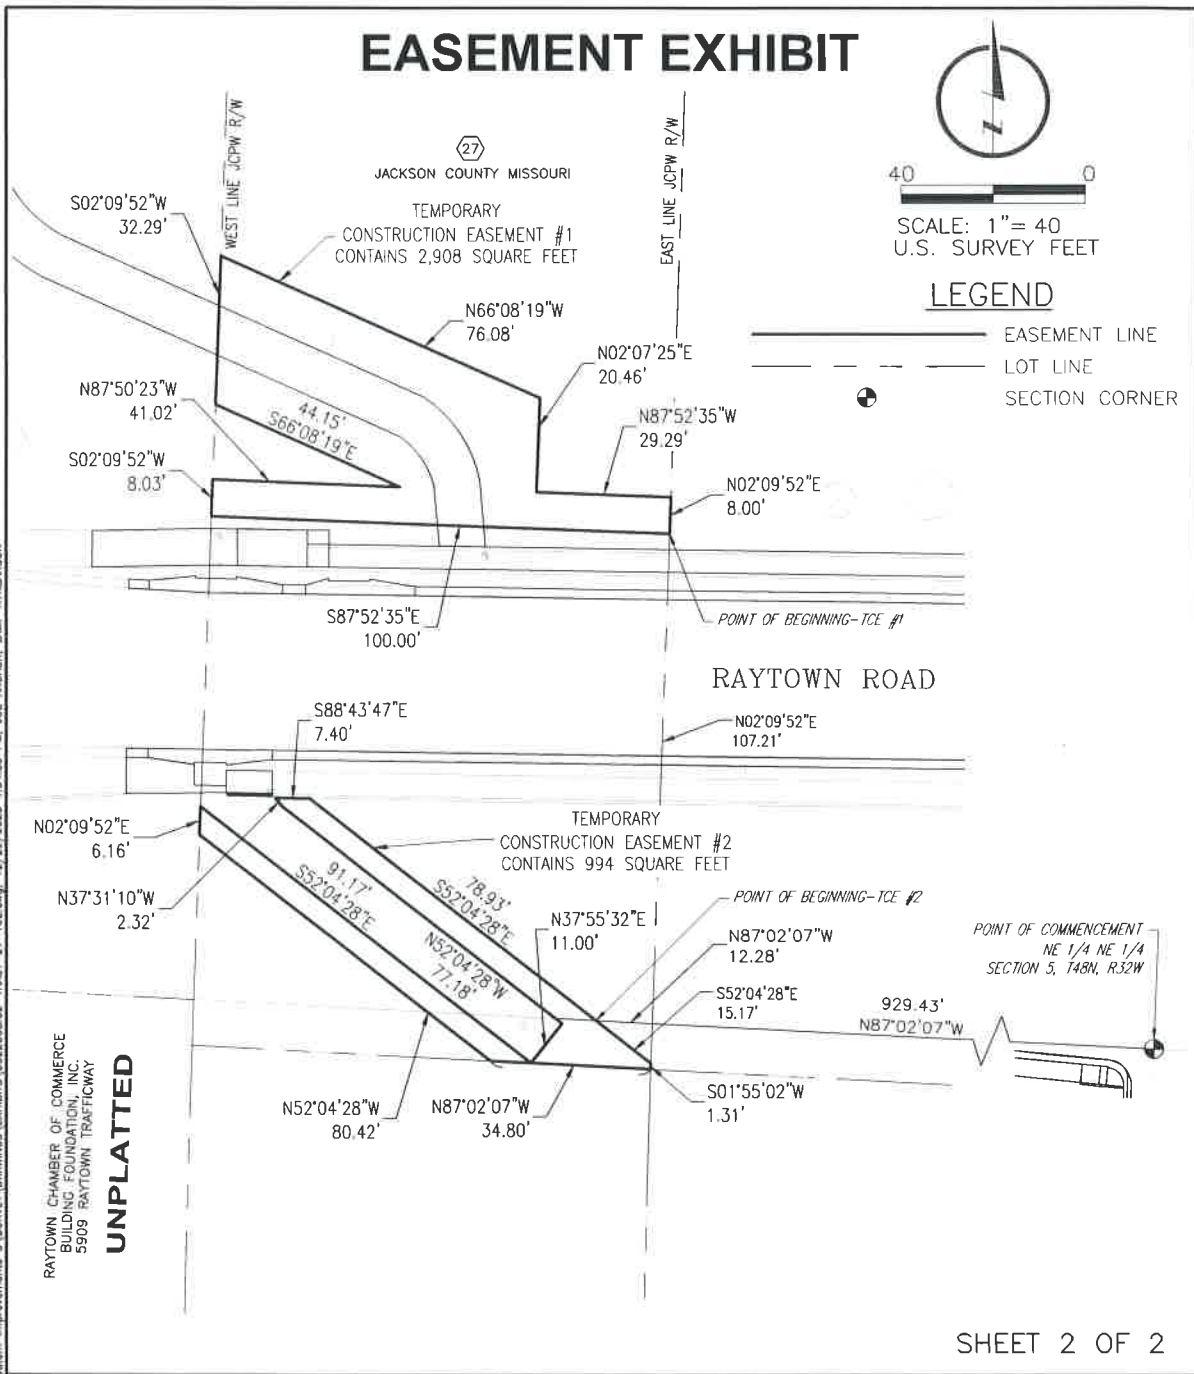 EASEMENT EXHIBIT
WEST LINE JCPW R/W
27
JACKSON COUNTY MISSOURI
EAST LINE JCPW R/W
40 0
SCALE: 1"= 40
U.S. SURVEY FEET
LEGEND
EASEMENT LINE
LOT LINE
SECTION CORNER
S02°09'52"W
32.29'
TEMPORARY
CONSTRUCTION EASEMENT #1
CONTAINS 2,908 SQUARE FEET
N66°08'19"W
76.08'
N02°07'25"E
20.46'
N87°50'23"W
41.02'
44.15'
S66°08'19"E
N87°52'35"W
29.29'
S02°09'52"W
8.03'
N02°09'52"E
8.00'
S87°52'35"E
100.00'
POINT OF BEGINNING-TCE #1
RAYTOWN ROAD
S88°43'47"E
7.40'
N02°09'52"E
107.21'
N02°09'52"E
6.16'
TEMPORARY
CONSTRUCTION EASEMENT #2
CONTAINS 994 SQUARE FEET
N37°31'10"W
2.32'
91.17'
S52°04'28"E
78.93'
S52°04'28"E
N52°04'28"W
77.18'
N37°55'32"E
11.00'
POINT OF BEGINNING-TCE #2
N87°02'07"W
12.28'
S52°04'28"E
15.17'
POINT OF COMMENCEMENT
NE 1/4 NE 1/4
SECTION 5, T48N, R32W
929.43'
N87°02'07"W
N52°04'28"W
80.42'
N87°02'07"W
34.80'
S01°55'02"W
1.31'
RAYTOWN CHAMBER OF COMMERCE
BUILDING FOUNDATION, INC.
5909 RAYTOWN TRAFFICWAY
UNPLATTED
SHEET 2 OF 2